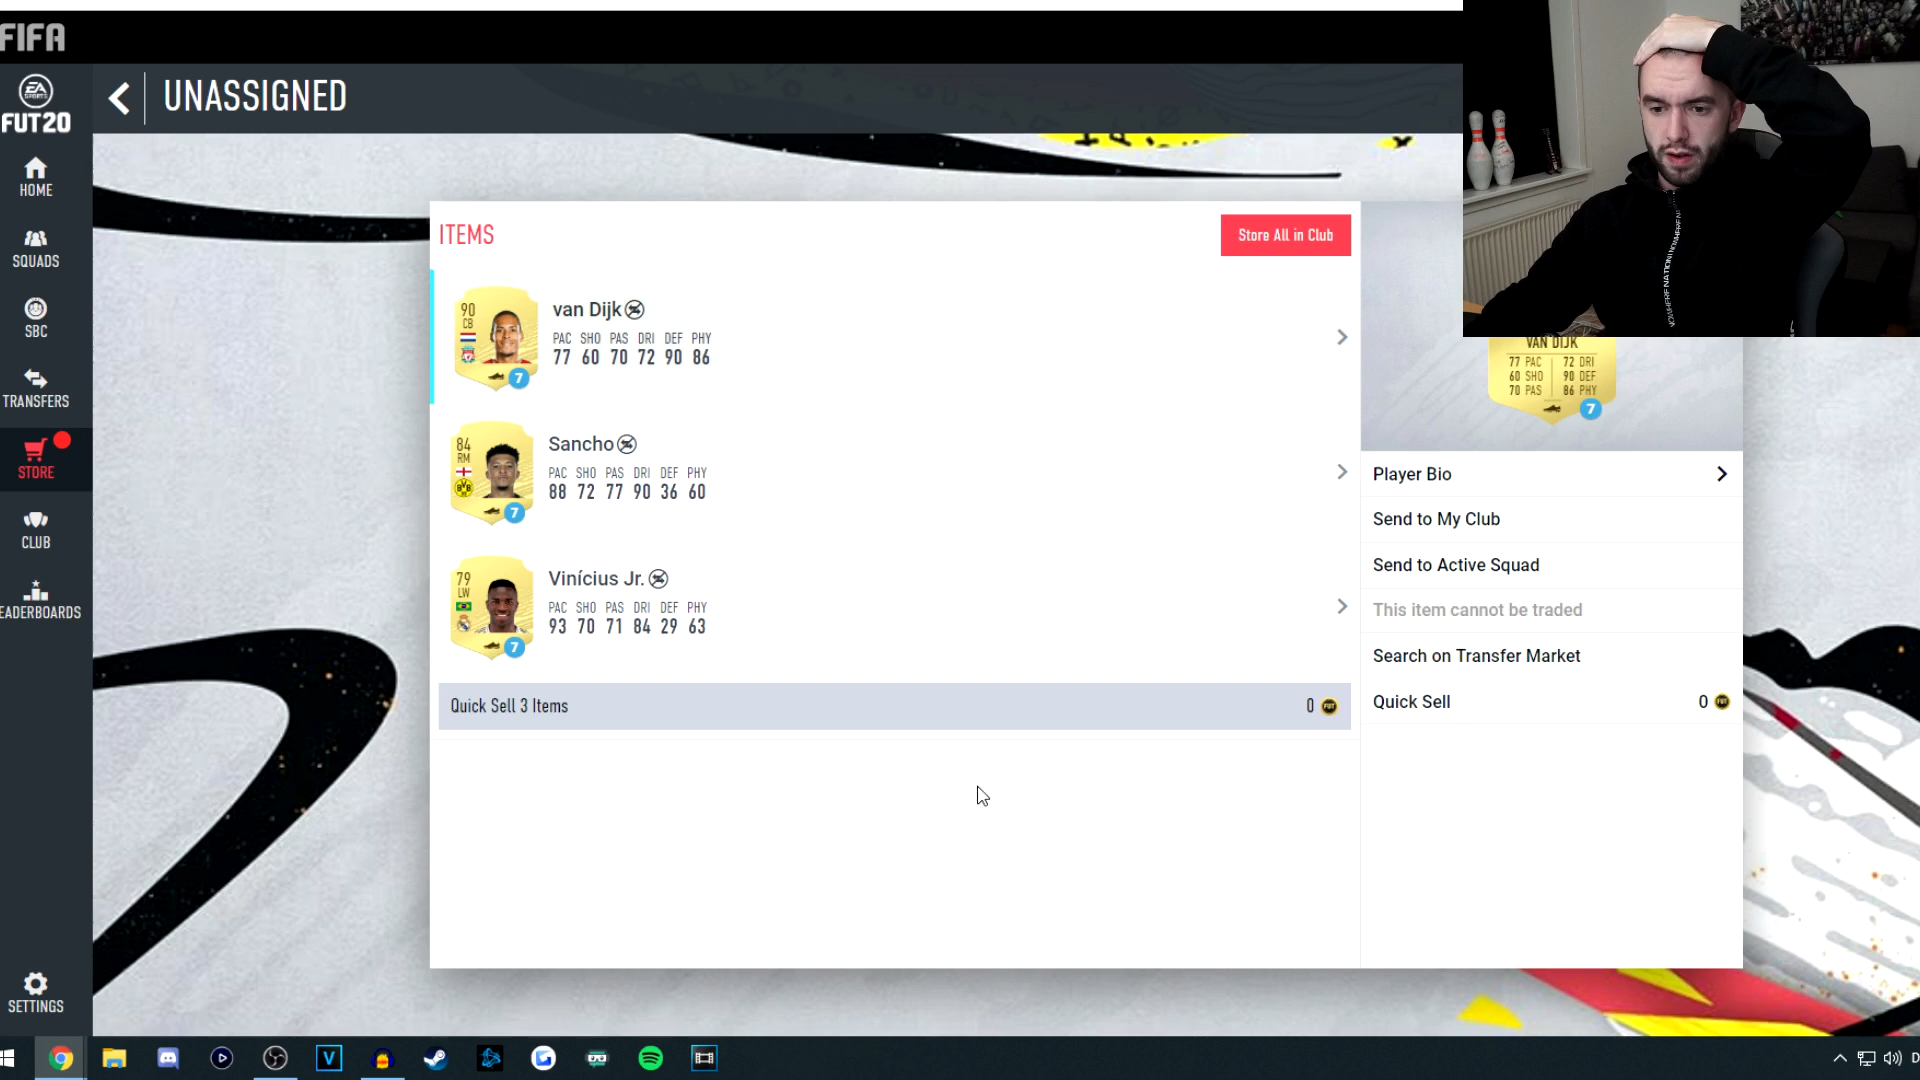 FIFA
EA SPORTS
FUT20
UNASSIGNED
HOME
SQUADS
SBC
TRANSFERS
STORE
CLUB
EADERBOARDS
SETTINGS
ITEMS
Store All in Club
90
CB
7
van Dijk
PAC SHO PAS DRI DEF PHY
77 60 70 72 90 86
84
RM
BVB
7
Sancho
PAC SHO PAS DRI DEF PHY
88 72 77 90 36 60
79
LW
7
Vinícius Jr.
PAC SHO PAS DRI DEF PHY
93 70 71 84 29 63
Quick Sell 3 Items 0 FUT
VAN DIJK
77 PAC 72 DRI
60 SHO 90 DEF
70 PAS 86 PHY
7
Player Bio
Send to My Club
Send to Active Squad
This item cannot be traded
Search on Transfer Market
Quick Sell 0 FUT
V
D